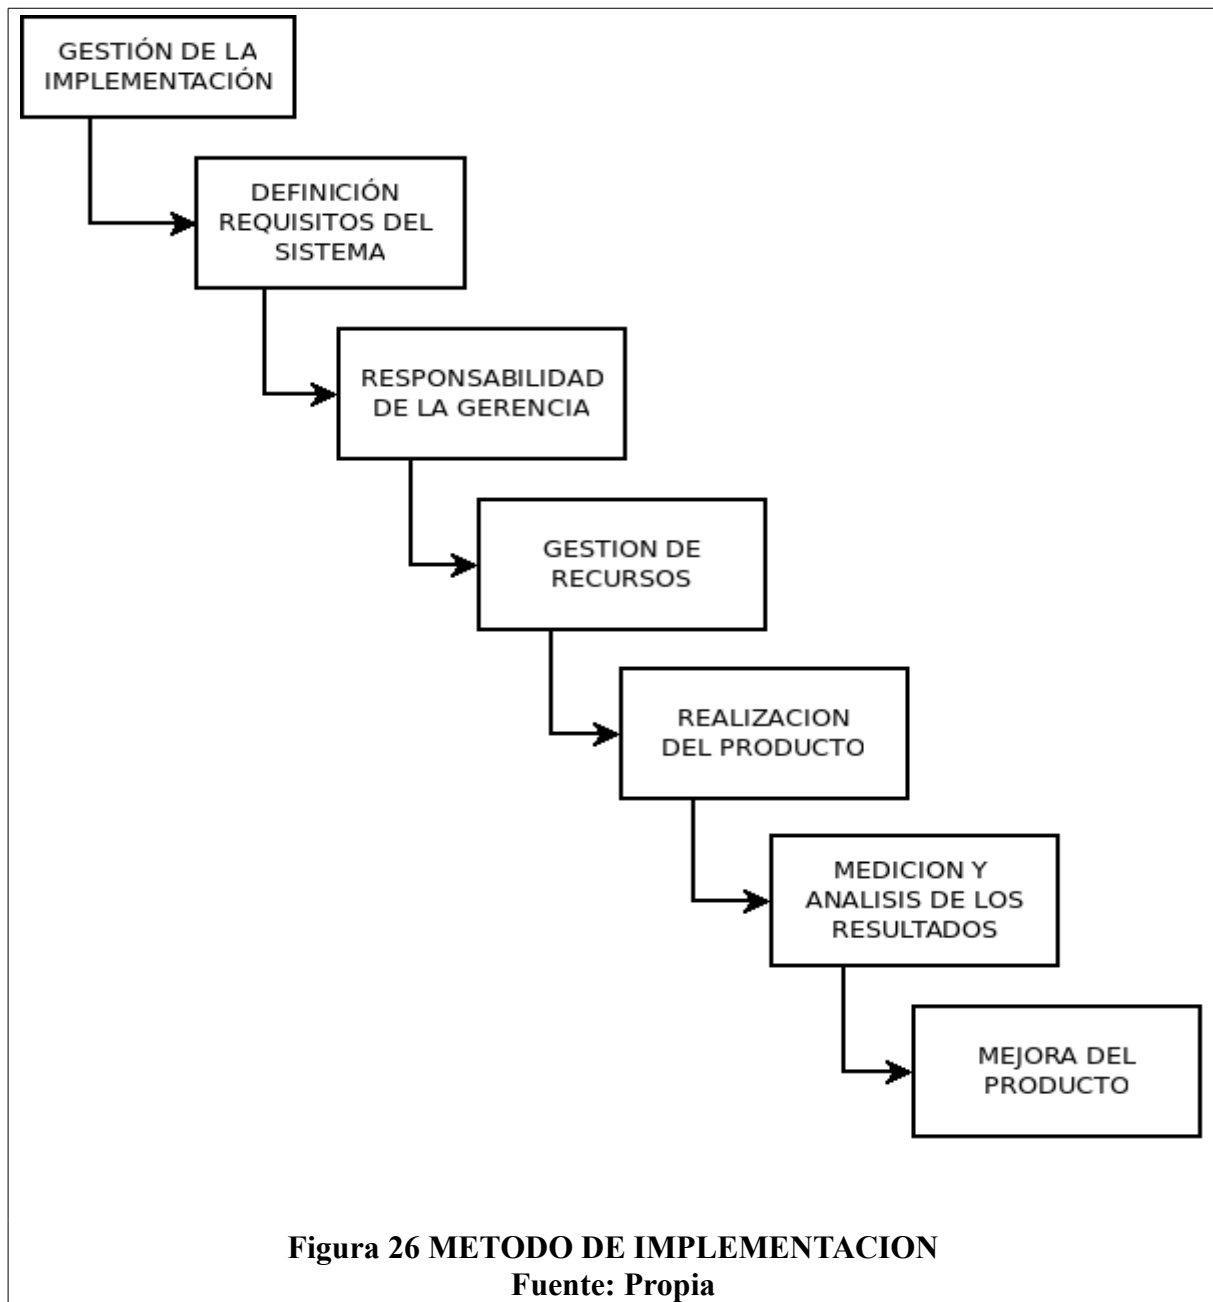 GESTIÓN DE LA
IMPLEMENTACIÓN
DEFINICIÓN
REQUISITOS DEL
SISTEMA
RESPONSABILIDAD
DE LA GERENCIA
GESTION DE
RECURSOS
REALIZACION
DEL PRODUCTO
MEDICION Y
ANALISIS DE LOS
RESULTADOS
MEJORA DEL
PRODUCTO
Figura 26 METODO DE IMPLEMENTACION
Fuente: Propia